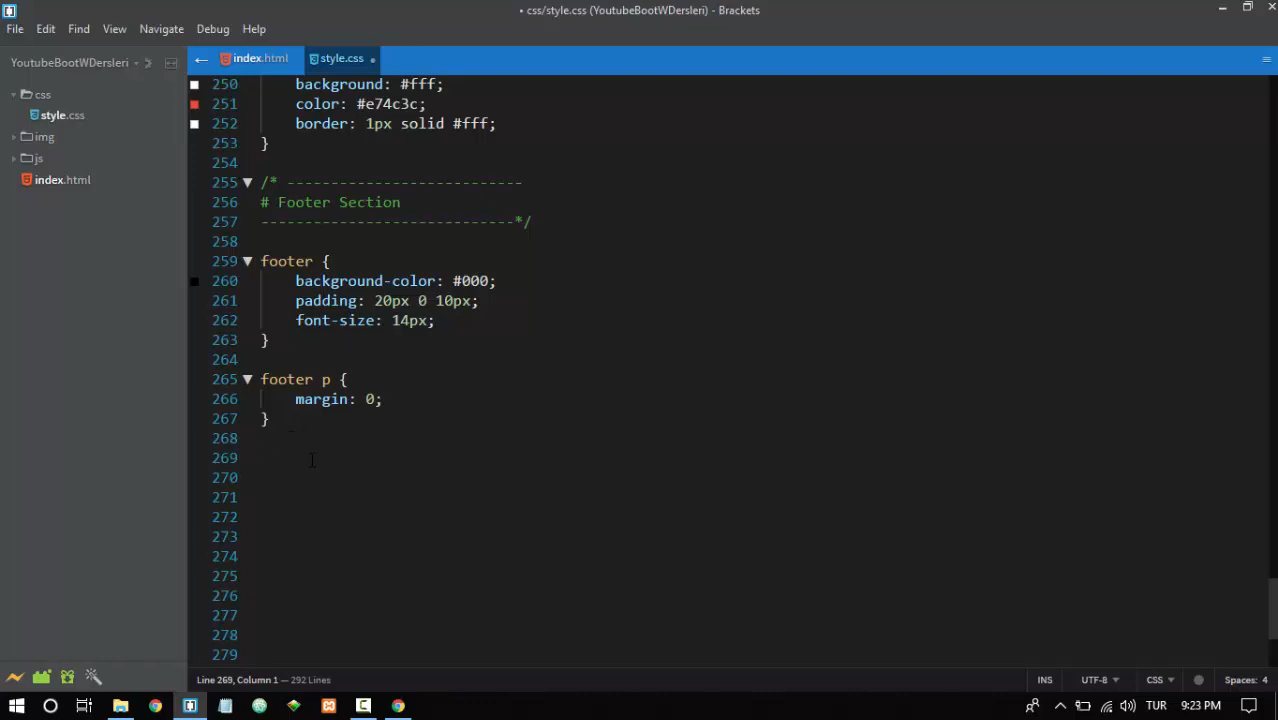 • css/style.css (YoutubeBootWDersleri) - Brackets
File Edit Find View Navigate Debug Help
YoutubeBootWDersleri
index.html
style.css
css
style.css
img
js
index.html
250 background: #fff;
251 color: #e74c3c;
252 border: 1px solid #fff;
253 }
254
255 /* ---------------------------
256 # Footer Section
257 -----------------------------*/
258
259 footer {
260 background-color: #000;
261 padding: 20px 0 10px;
262 font-size: 14px;
263 }
264
265 footer p {
266 margin: 0;
267 }
268
269
270
271
272
273
274
275
276
277
278
279
Line 269, Column 1 — 292 Lines
INS UTF-8 CSS Spaces: 4
TUR 9:23 PM